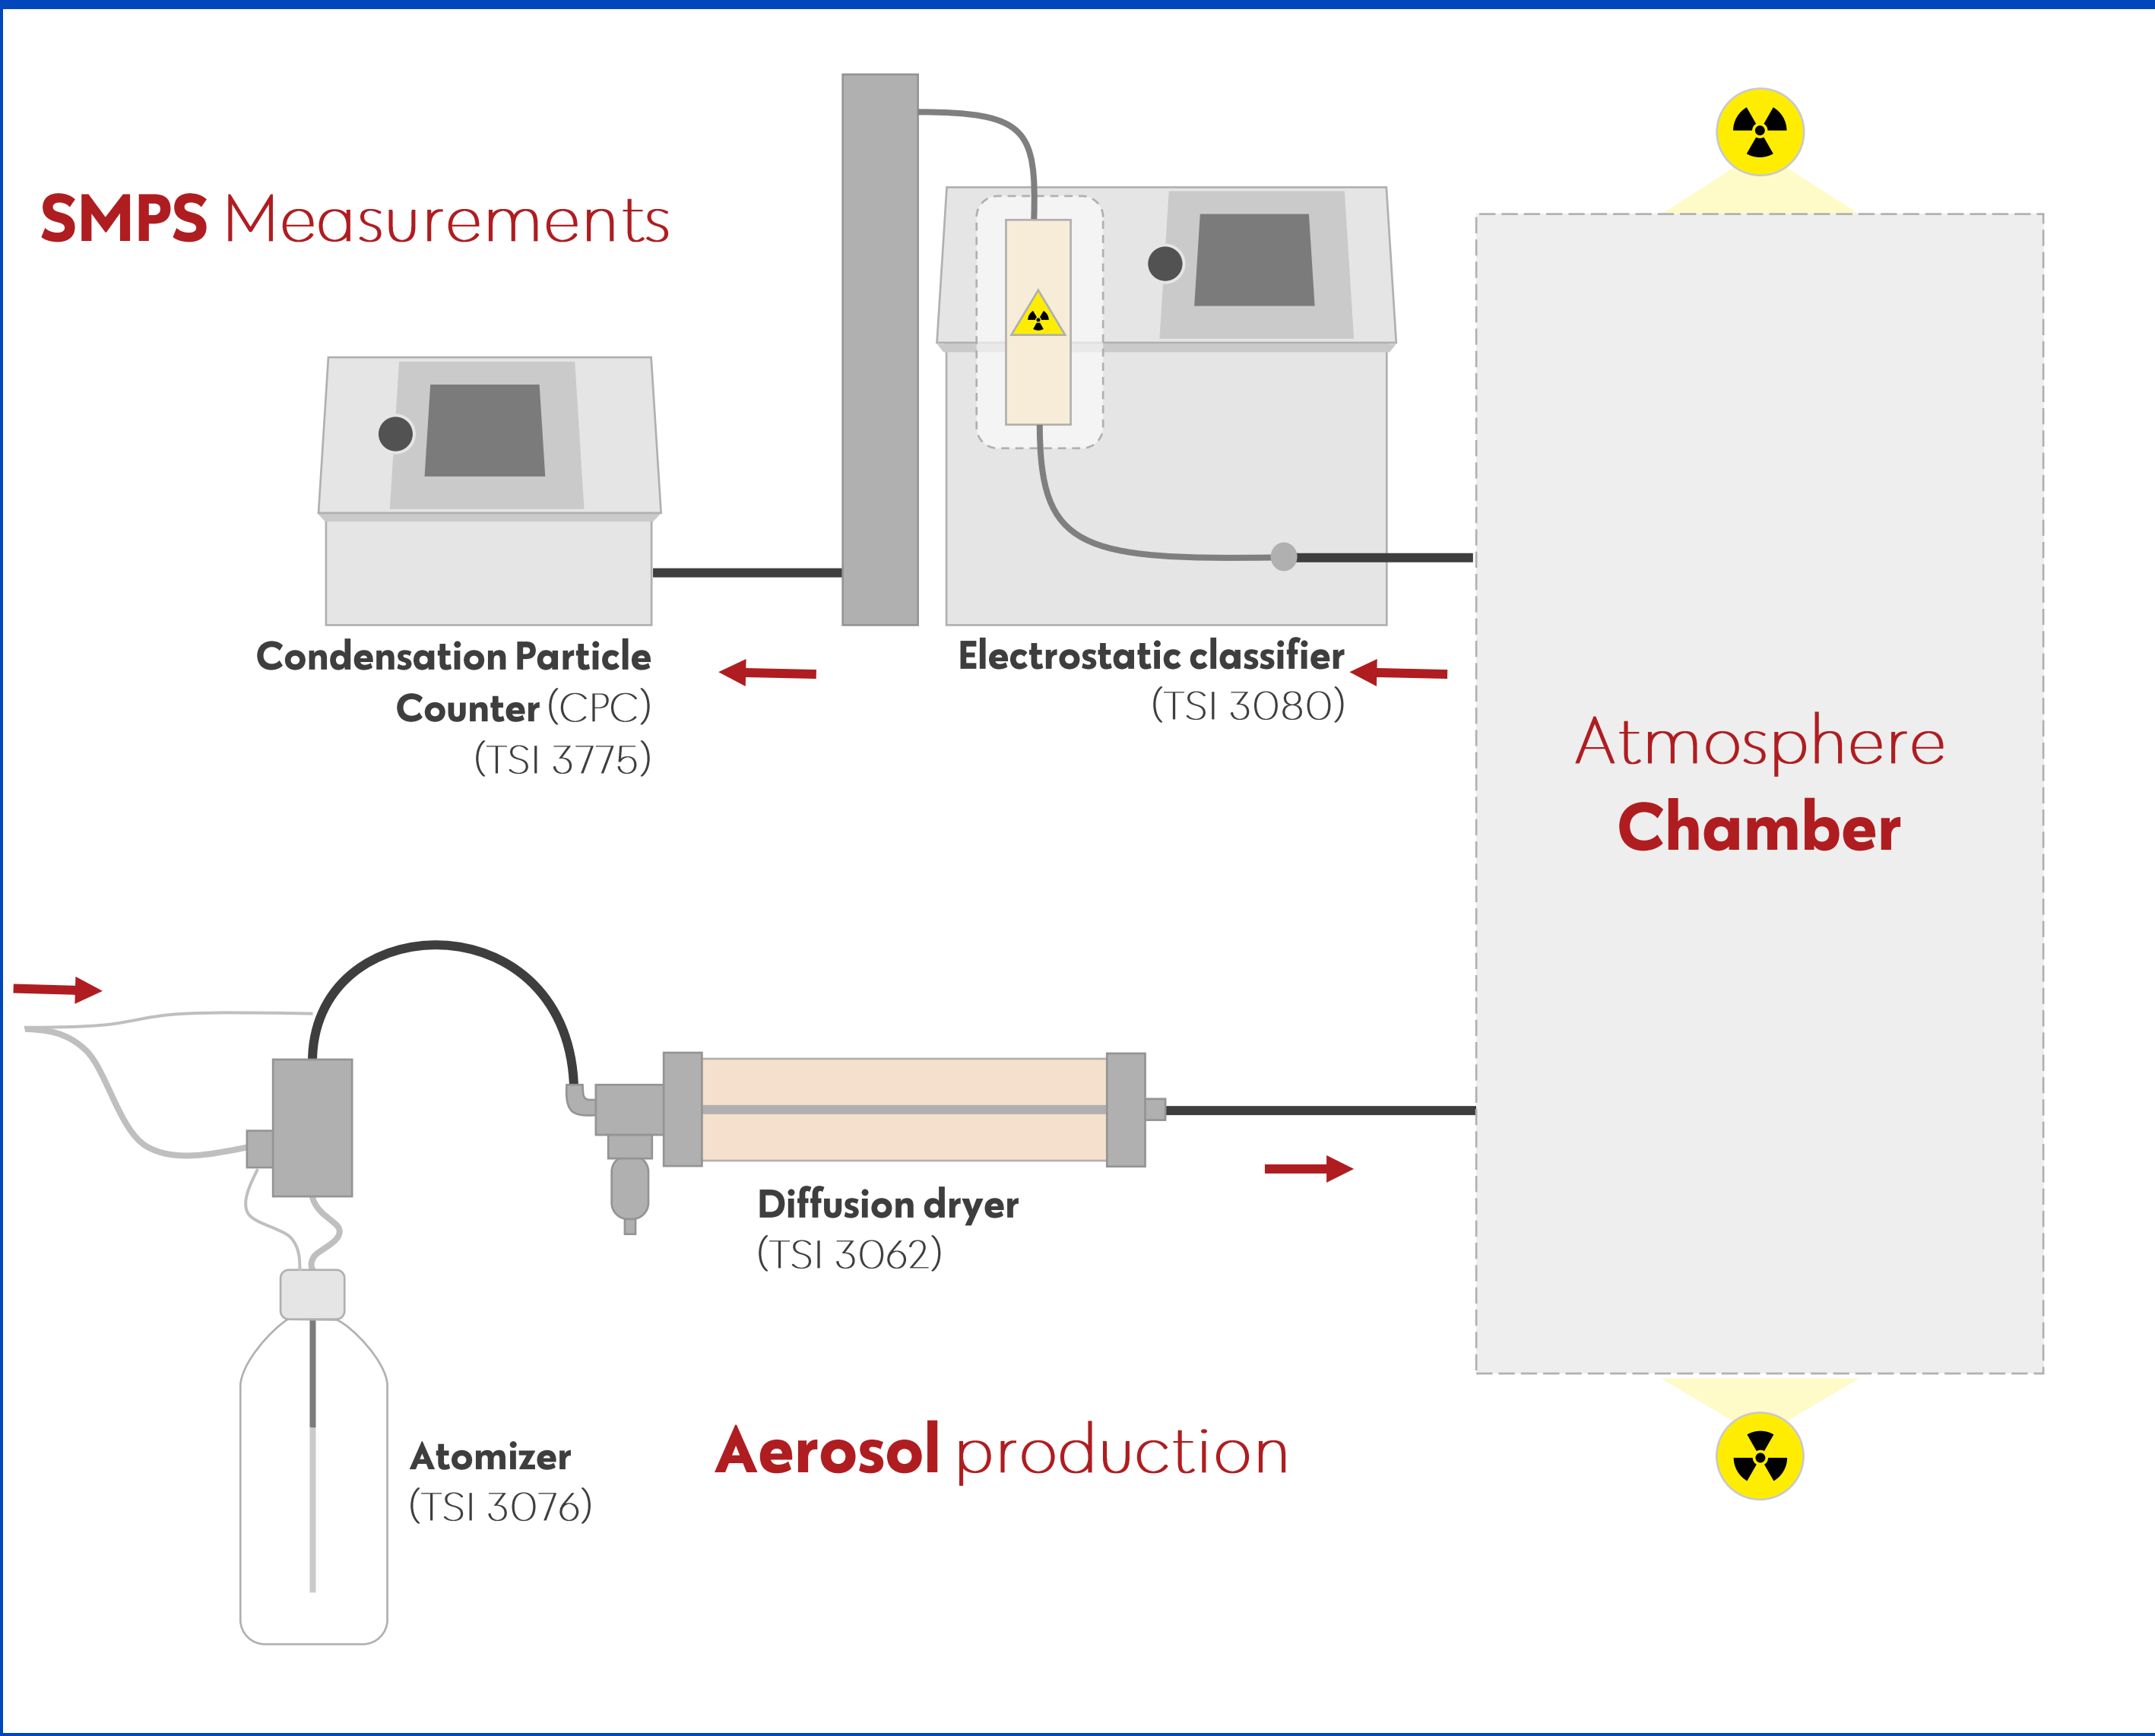 SMPS Measurements
Condensation Particle
Counter (CPC)
(TSI 3775)
Electrostatic classifier
(TSI 3080)
Atmosphere
Chamber
Diffusion dryer
(TSI 3062)
Atomizer
(TSI 3076)
Aerosol production